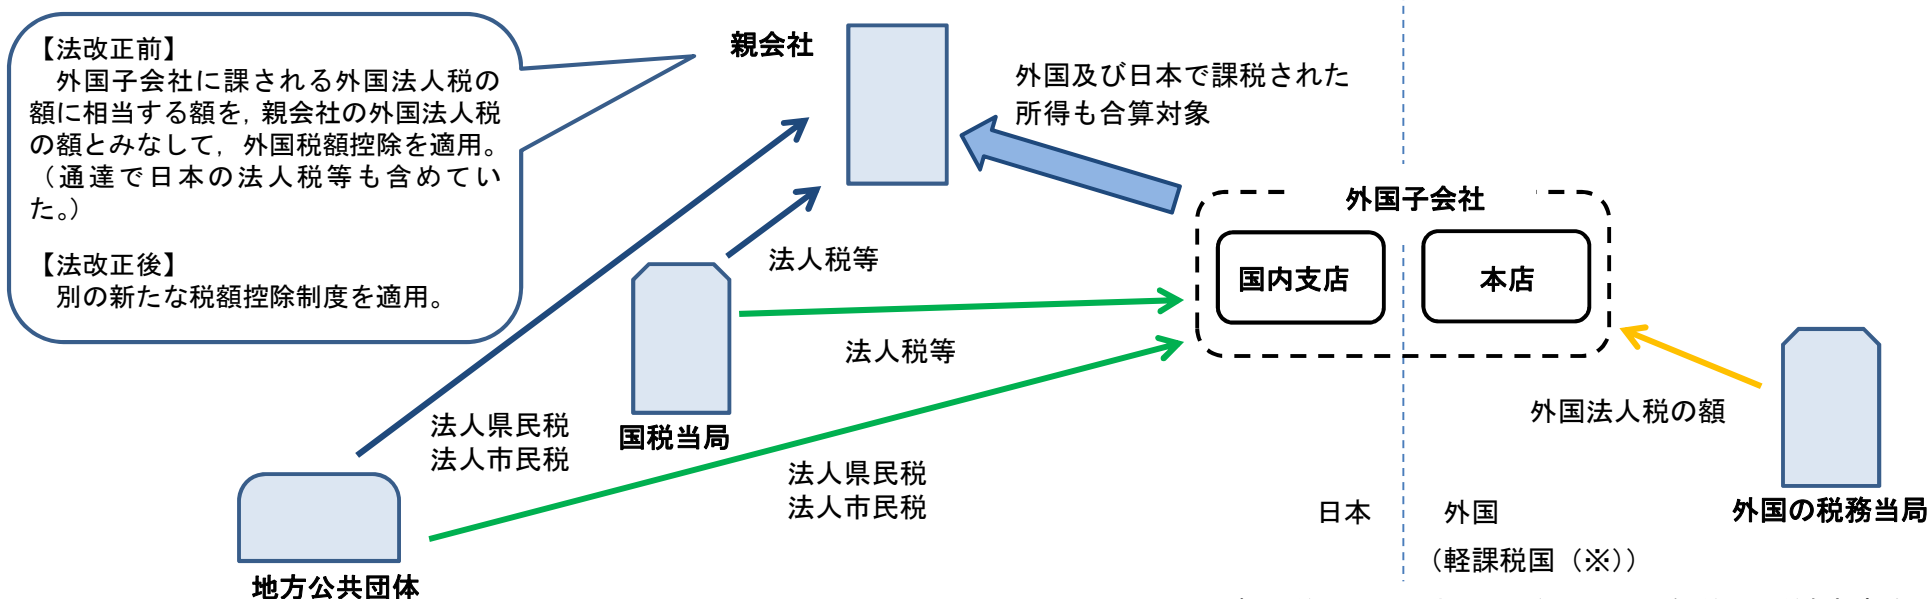 【法改正前】
　外国子会社に課される外国法人税の
額に相当する額を，親会社の外国法人税
の額とみなして，外国税額控除を適用。
（通達で日本の法人税等も含めてい
た。）
【法改正後】
　別の新たな税額控除制度を適用。
親会社
外国及び日本で課税された
所得も合算対象
外国子会社
国内支店
本店
法人税等
法人税等
国税当局
法人県民税
法人市民税
法人県民税
法人市民税
地方公共団体
外国法人税の額
外国の税務当局
日本
外国
（軽課税国（※））